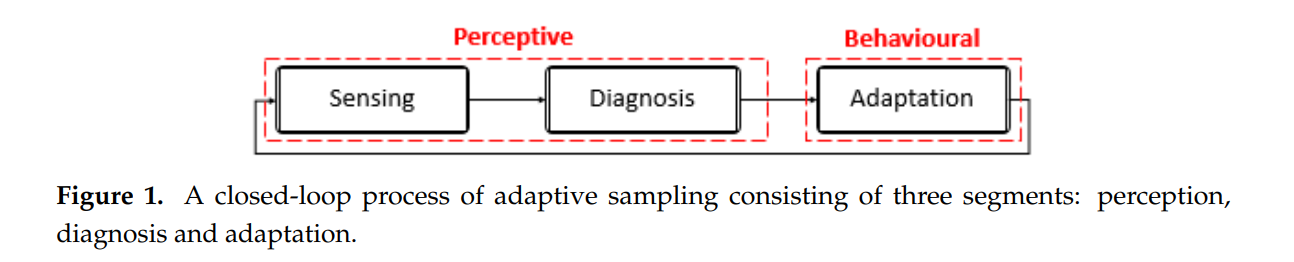 Perceptive
Behavioural
Sensing
Diagnosis
Adaptation
Figure 1. A closed-loop process of adaptive sampling consisting of three segments: perception,
diagnosis and adaptation.